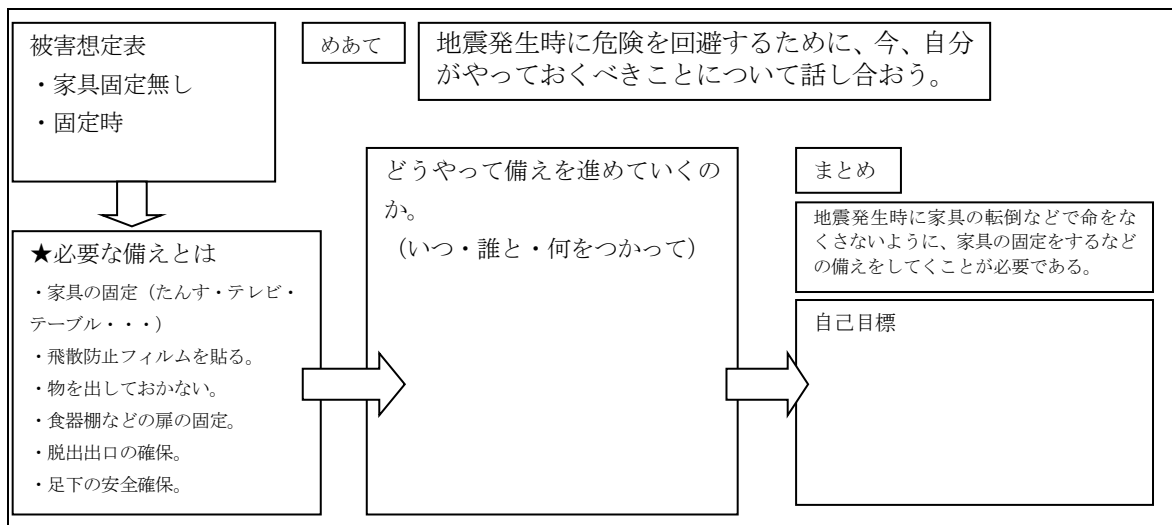 被害想定表
・家具固定無し
・固定時
めあて
地震発生時に危険を回避するために、今、自分
がやっておくべきことについて話し合おう。
★必要な備えとは
・家具の固定(たんす・テレビ・
テーブル・・・)
・飛散防止フィルムを貼る。
・物を出しておかない。
・食器棚などの扉の固定。
・脱出出口の確保。
・足下の安全確保。
どうやって備えを進めていくの
か。
(いつ・誰と・何をつかって)
まとめ
地震発生時に家具の転倒などで命をな
くさないように、家具の固定をするなど
の備えをしてくことが必要である。
自己目標